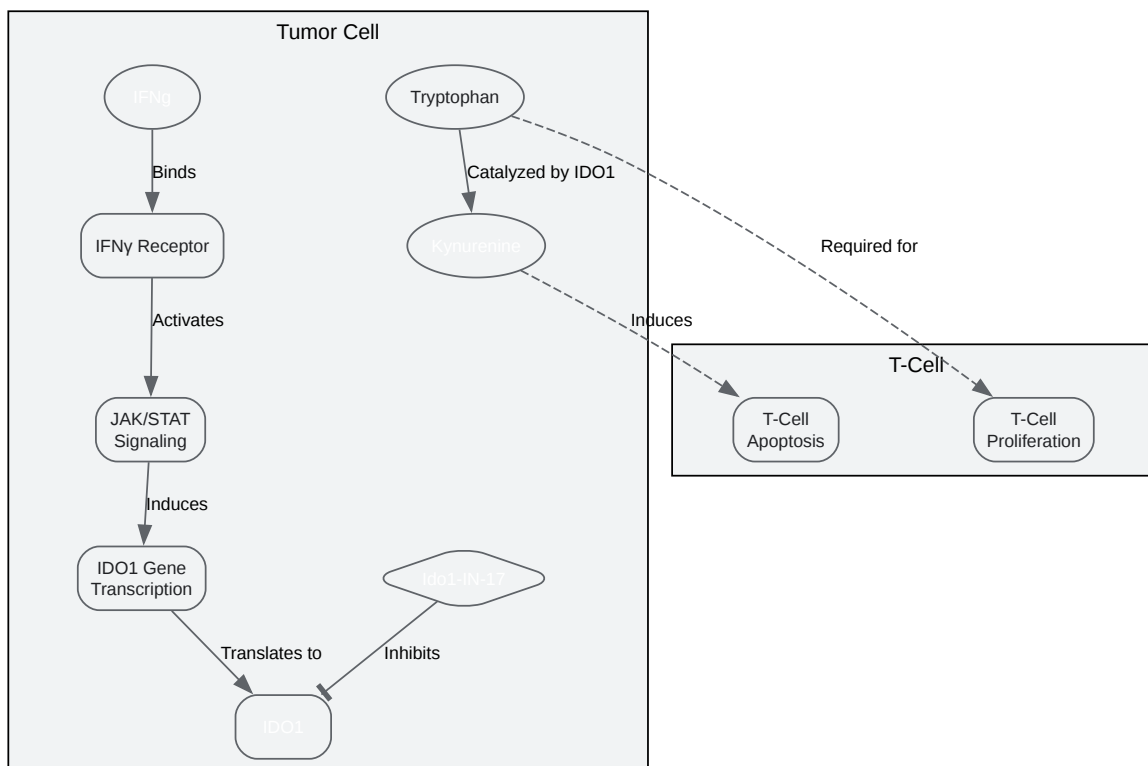 Tumor Cell
IFNg
Tryptophan
Binds
Catalyzed by IDO1
IFNγ Receptor
Kynurenine
Required for
Activates
Induces
T-Cell
JAK/STAT
Signaling
T-Cell
Apoptosis
T-Cell
Proliferation
Induces
IDO1 Gene
Transcription
Ido1-IN-17
Translates to
Inhibits
IDO1